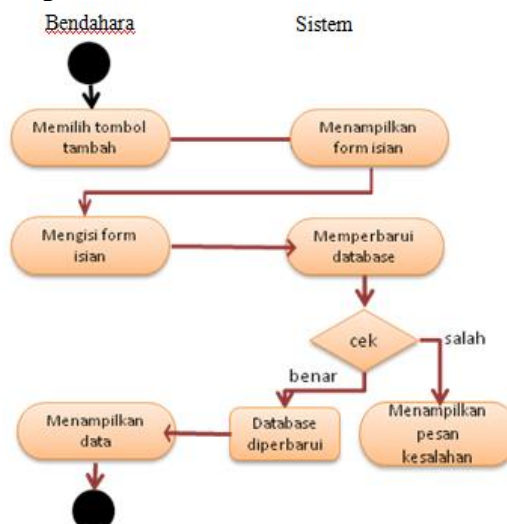 Bendahara
Sistem
Memilih tombol
tambah
Menampilkan
form isian
Mengisi form
isian
Memperbarui
database
cek
salah
benar
Menampilkan
data
Database
diperbarui
Menampilkan
pesan
kesalahan